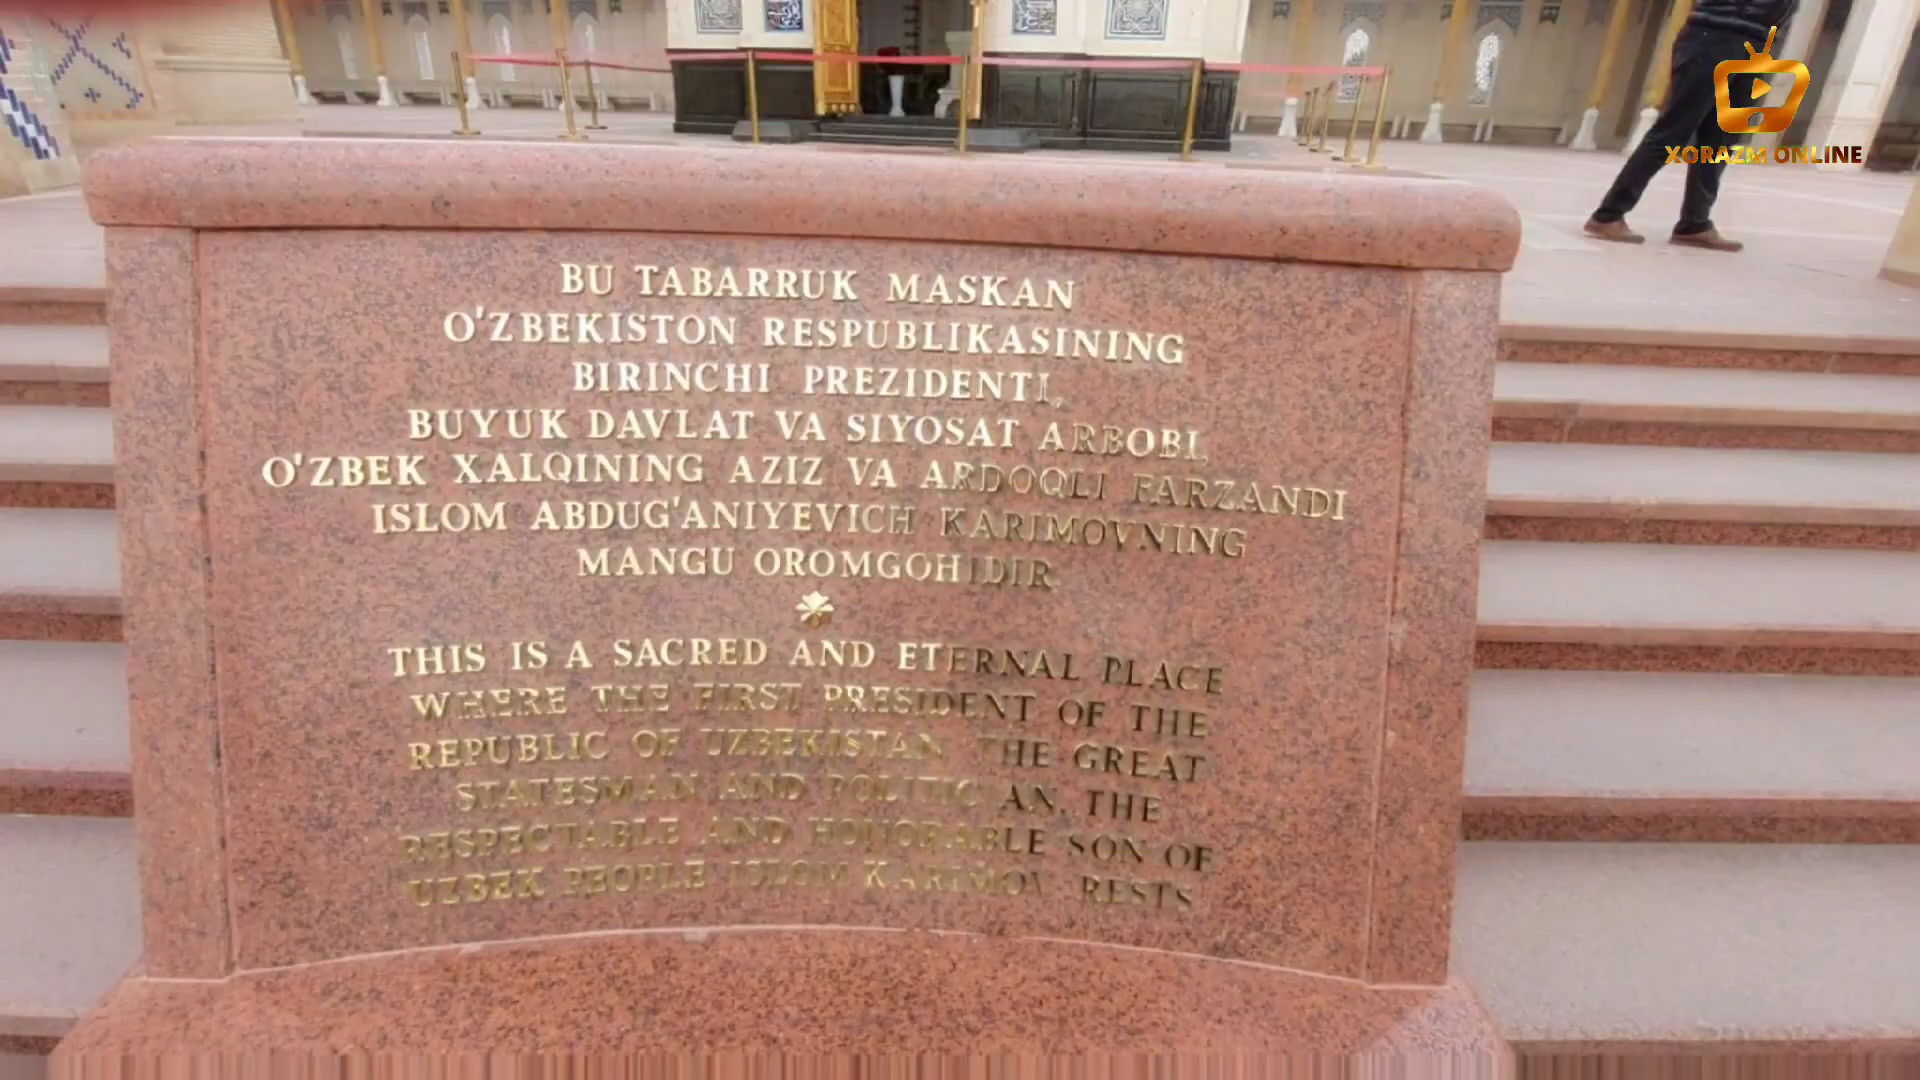 XORAZM ONLINE
BU TABARRUK MASKAN
O'ZBEKISTON RESPUBLIKASINING
BIRINCHI PREZIDENTI,
BUYUK DAVLAT VA SIYOSAT ARBOBI,
O'ZBEK XALQINING AZIZ VA ARDOQLI FARZANDI
ISLOM ABDUG'ANIYEVICH KARIMOVNING
MANGU OROMGOHIDIR.
THIS IS A SACRED AND ETERNAL PLACE
WHERE THE FIRST PRESIDENT OF THE
REPUBLIC OF UZBEKISTAN THE GREAT
STATESMAN AND POLITICIAN, THE
RESPECTABLE AND HONORABLE SON OF
UZBEK PEOPLE ISLOM KARIMOV RESTS